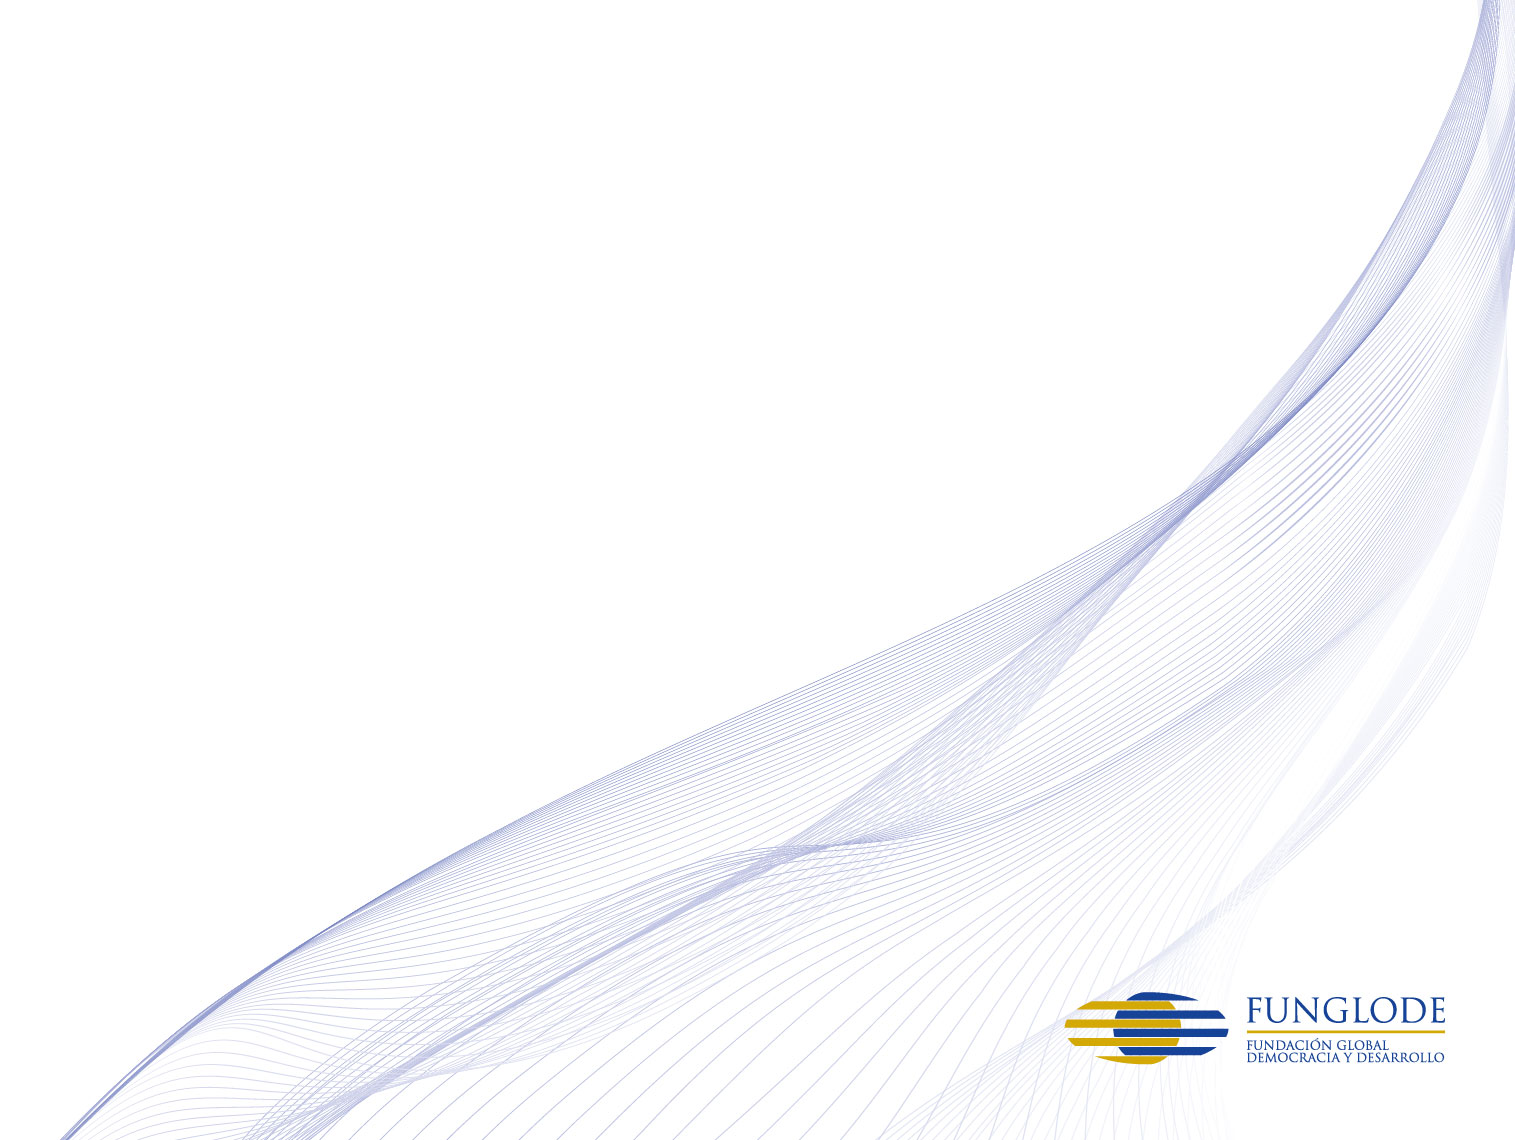 FUNGLODE
FUNDACIÓN GLOBAL
DEMOCRACIA Y DESARROLLO